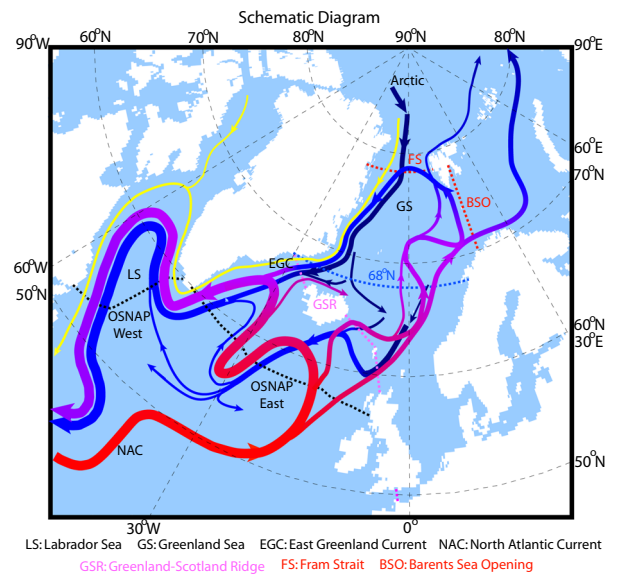 Schematic Diagram
90°W 60°N 70°N 80°N 90°N 80°N 90°E
Arctic
60°E
FS
70°N
BSO
GS
EGC
60°W
LS
68°N
50°N
GSR
OSNAP
West
60°N
30°E
OSNAP
East
NAC
50°N
30°W 0°
LS: Labrador Sea GS: Greenland Sea EGC: East Greenland Current NAC: North Atlantic Current
GSR: Greenland-Scotland Ridge FS: Fram Strait BSO: Barents Sea Opening